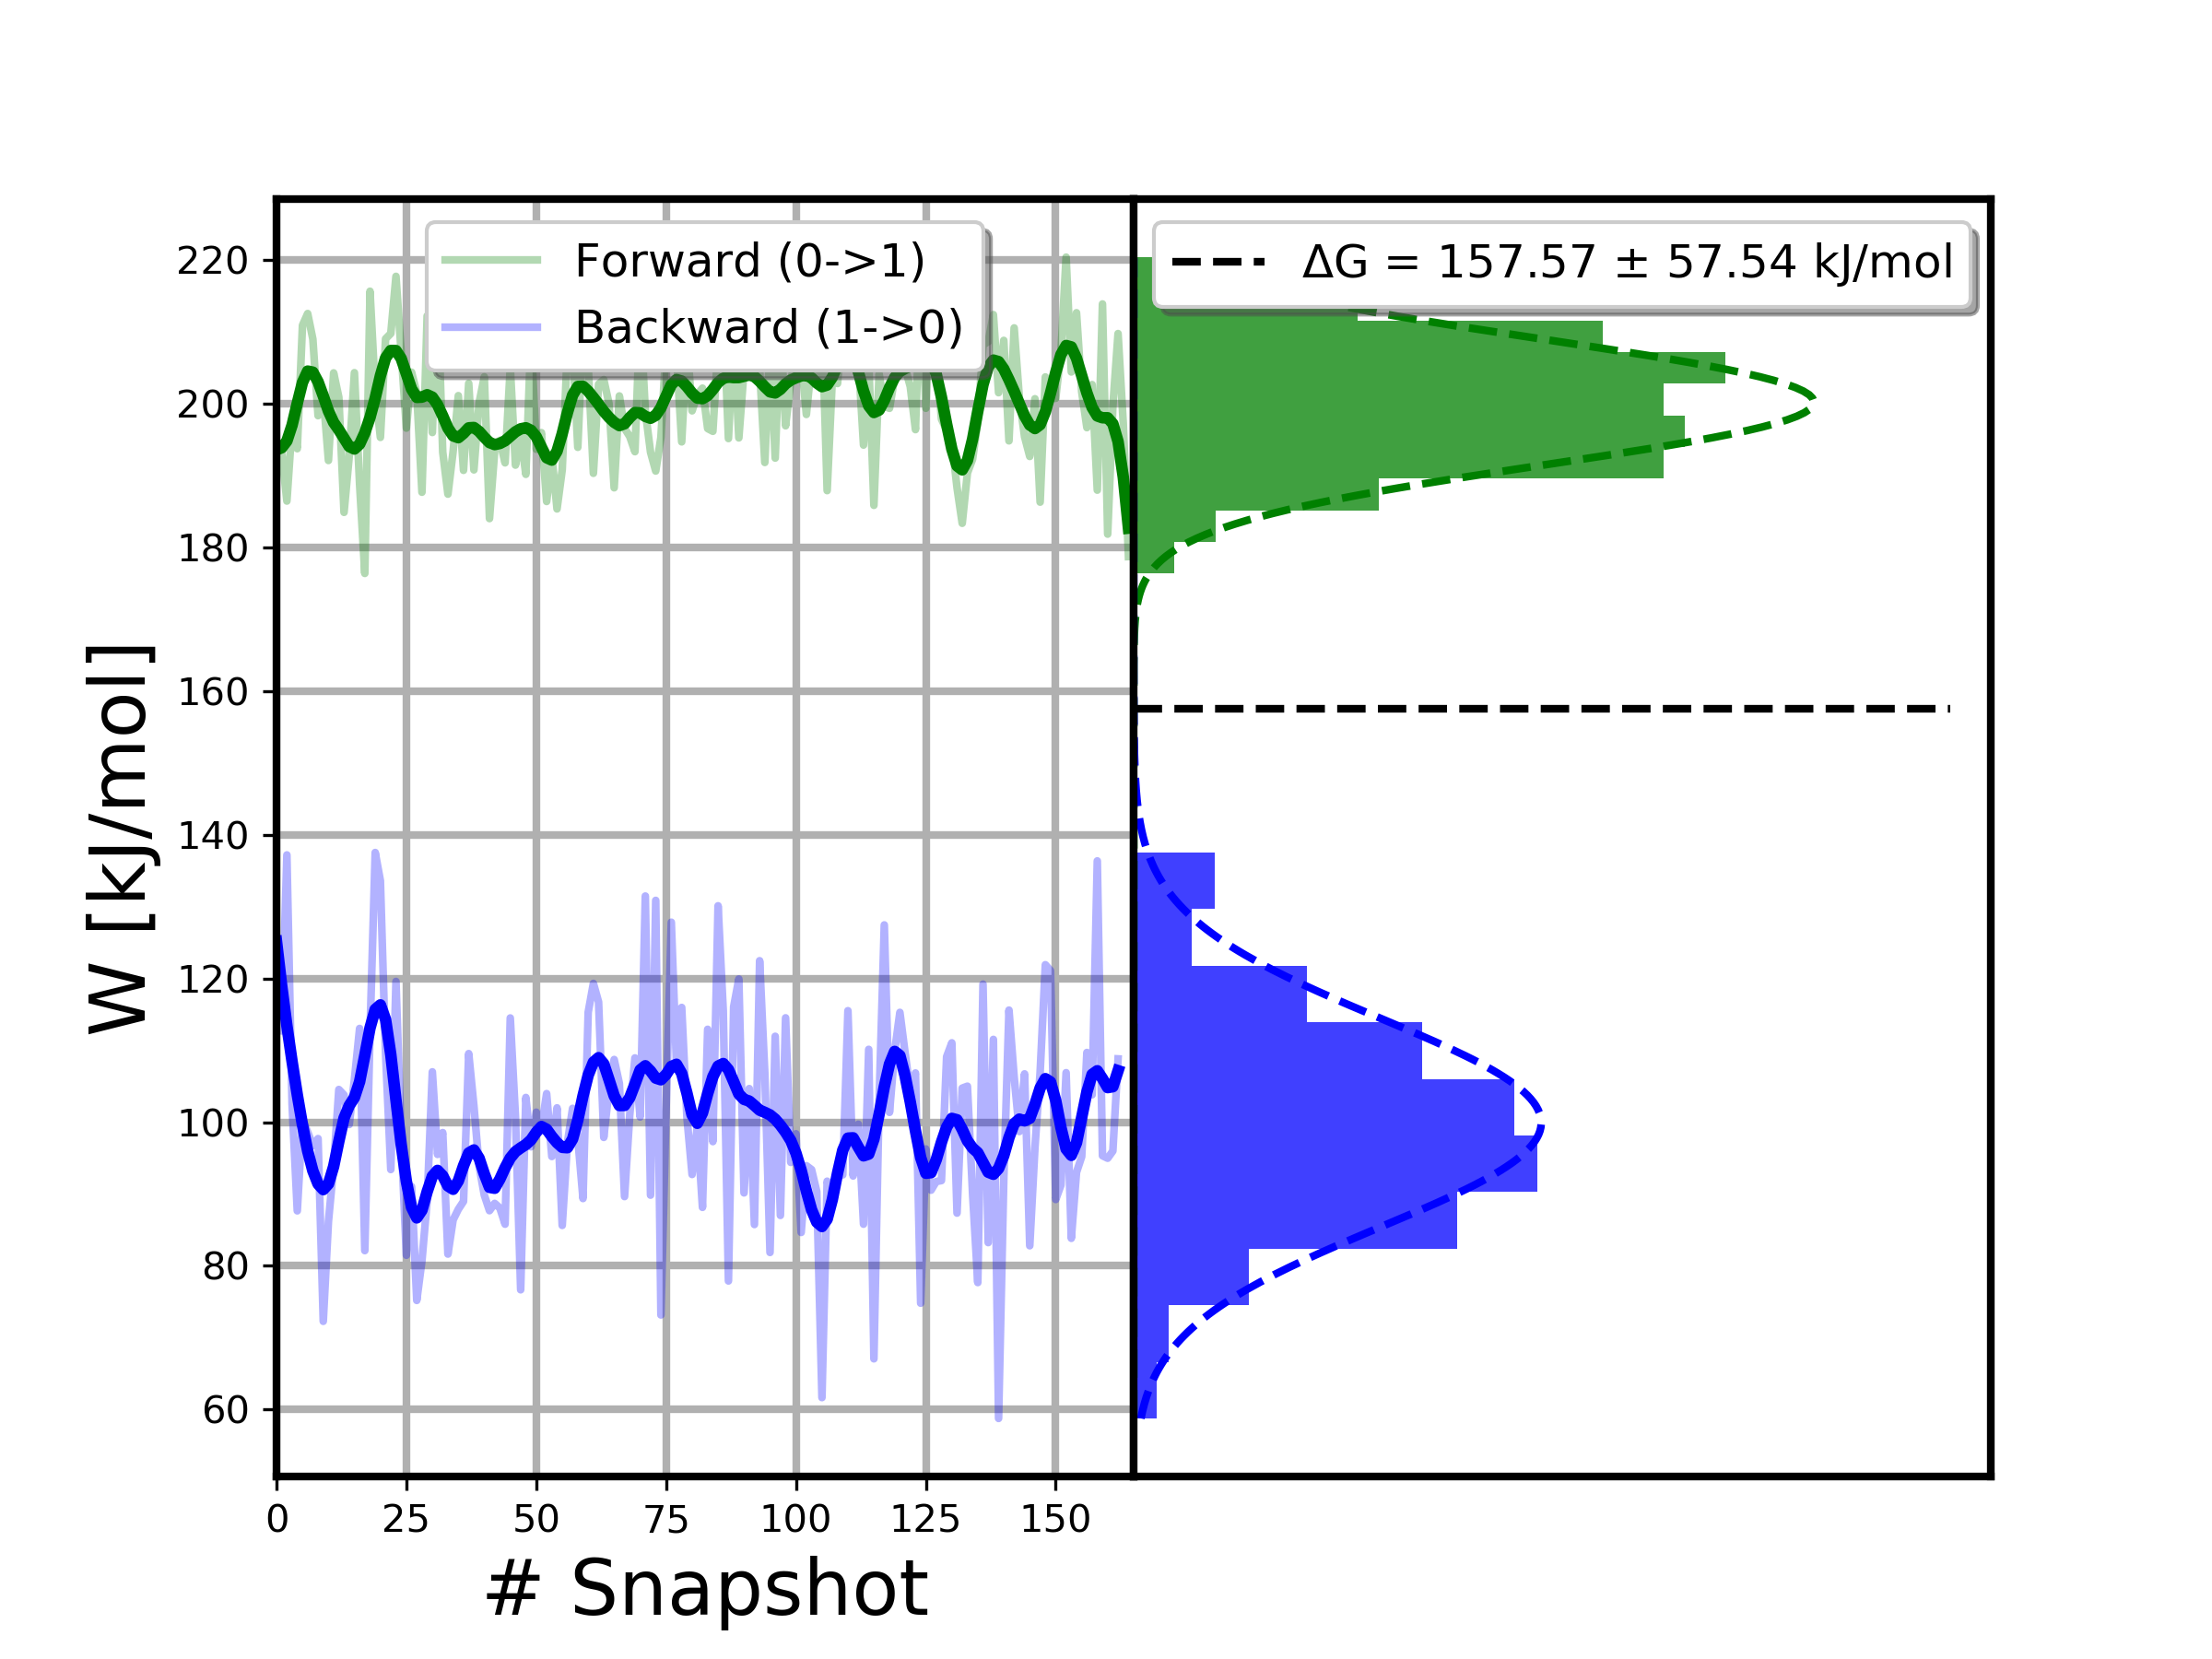 Forward (0->1)
Backward (1->0)
ΔG = 157.57 ± 57.54 kJ/mol
W [kJ/mol]
220
200
180
160
140
120
100
80
60
0 25 50 75 100 125 150
# Snapshot